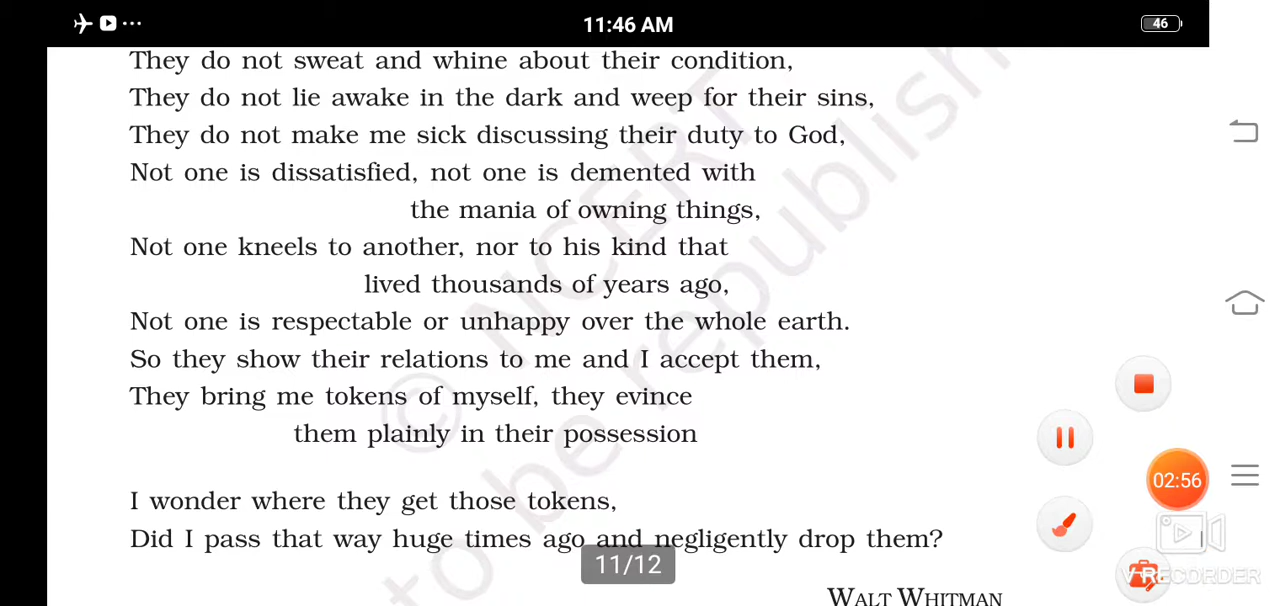 11:46 AM
46
They do not sweat and whine about their condition,
They do not lie awake in the dark and weep for their sins,
They do not make me sick discussing their duty to God,
Not one is dissatisfied, not one is demented with
the mania of owning things,
Not one kneels to another, nor to his kind that
lived thousands of years ago,
Not one is respectable or unhappy over the whole earth.
So they show their relations to me and I accept them,
They bring me tokens of myself, they evince
them plainly in their possession
I wonder where they get those tokens,
Did I pass that way huge times ago and negligently drop them?
WALT WHITMAN
11/12
02:56
V RECORDER
© NCERT
to be republish